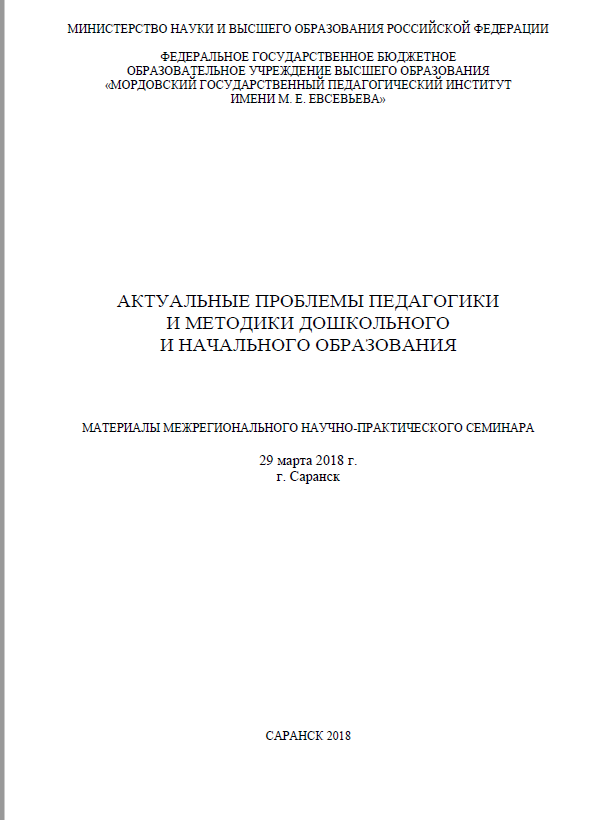 МИНИСТЕРСТВО НАУКИ И ВЫСШЕГО ОБРАЗОВАНИЯ РОССИЙСКОЙ ФЕДЕРАЦИИ
ФЕДЕРАЛЬНОЕ ГОСУДАРСТВЕННОЕ БЮДЖЕТНОЕ
ОБРАЗОВАТЕЛЬНОЕ УЧРЕЖДЕНИЕ ВЫСШЕГО ОБРАЗОВАНИЯ
«МОРДОВСКИЙ ГОСУДАРСТВЕННЫЙ ПЕДАГОГИЧЕСКИЙ ИНСТИТУТ
ИМЕНИ М. Е. ЕВСЕВЬЕВА»
АКТУАЛЬНЫЕ ПРОБЛЕМЫ ПЕДАГОГИКИ
И МЕТОДИКИ ДОШКОЛЬНОГО
И НАЧАЛЬНОГО ОБРАЗОВАНИЯ
МАТЕРИАЛЫ МЕЖРЕГИОНАЛЬНОГО НАУЧНО-ПРАКТИЧЕСКОГО СЕМИНАРА
29 марта 2018 г.
г. Саранск
САРАНСК 2018